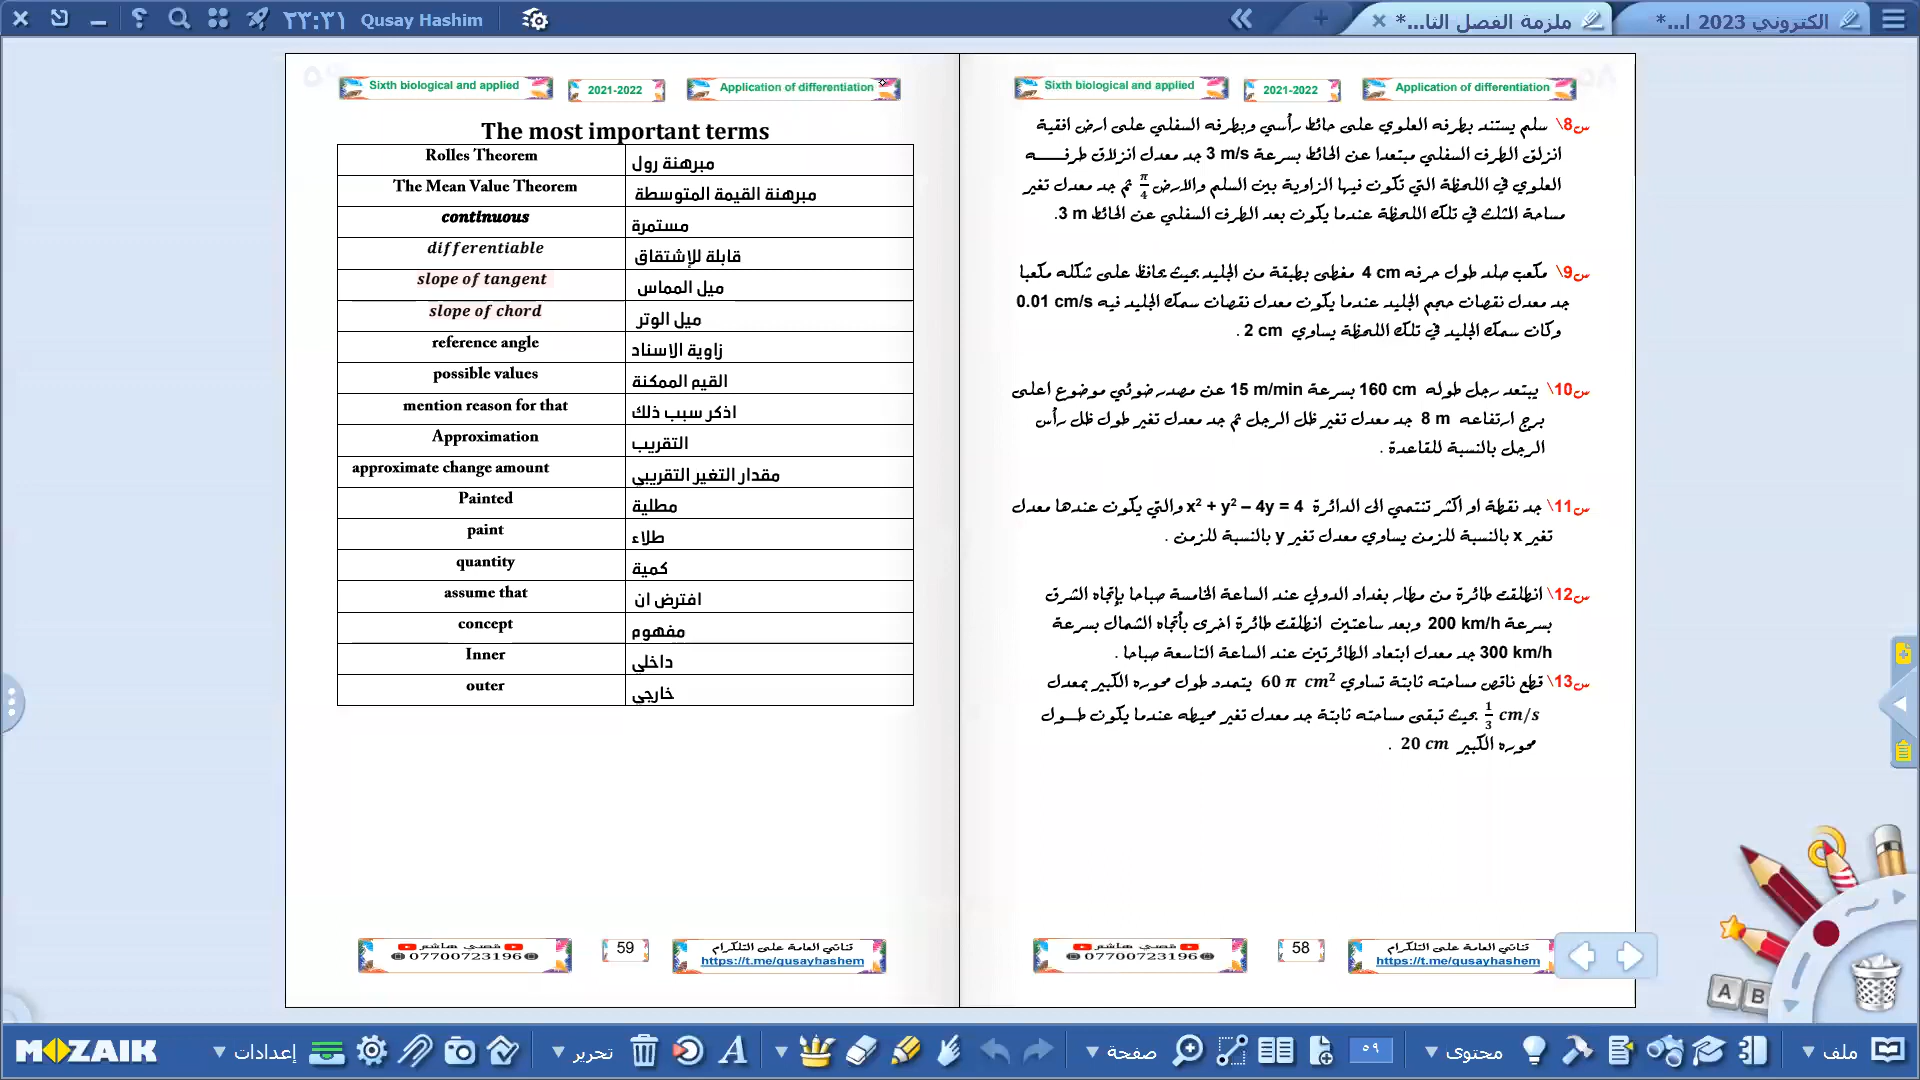 ٢٣:٣١ Qusay Hashim
ملزمة الفصل الثا...*
الكتروني 2023 ا...*
Sixth biological and applied
2021-2022
Application of differentiation
The most important terms
Rolles Theorem مبرهنة رول
The Mean Value Theorem مبرهنة القيمة المتوسطة
continuous مستمرة
differentiable قابلة للإشتقاق
slope of tangent ميل المماس
slope of chord ميل الوتر
reference angle زاوية الاسناد
possible values القيم الممكنة
mention reason for that اذكر سبب ذلك
Approximation التقريب
approximate change amount مقدار التغير التقريبي
Painted مطلية
paint طلاء
quantity كمية
assume that افترض ان
concept مفهوم
Inner داخلي
outer خارجي
قصي هاشم
07700723196
59
قناتي العامة على التلكرام
https://t.me/qusayhashem
Sixth biological and applied
2021-2022
Application of differentiation
س8\ سلم يستند بطرفه العلوي على حائط رأسي وبطرفه السفلي على ارض افقية
انزلق الطرف السفلي مبتعدا عن الحائط بسرعة 3 m/s جد معدل انزلاق طرفـــه
العلوي في اللحظة التي تكون فيها الزاوية بين السلم والارض π/4 ثم جد معدل تغير
مساحة المثلث في تلك اللحظة عندما يكون بعد الطرف السفلي عن الحائط 3 m.
س9\ مكعب صلد طول حرفه 4 cm مغطى بطبقة من الجليد بحيث يحافظ على شكله مكعبا
جد معدل نقصان حجم الجليد عندما يكون معدل نقصان سمك الجليد فيه 0.01 cm/s
وكان سمك الجليد في تلك اللحظة يساوي 2 cm .
س10\ يبتعد رجل طوله 160 cm بسرعة 15 m/min عن مصدر ضوئي موضوع اعلى
برج ارتفاعه 8 m جد معدل تغير ظل الرجل ثم جد معدل تغير طول ظل رأس
الرجل بالنسبة للقاعدة .
س11\ جد نقطة او اكثر تنتمي الى الدائرة x² + y² – 4y = 4 والتي يكون عندها معدل
تغير x بالنسبة للزمن يساوي معدل تغير y بالنسبة للزمن .
س12\ انطلقت طائرة من مطار بغداد الدولي عند الساعة الخامسة صباحا بإتجاه الشرق
بسرعة 200 km/h وبعد ساعتين انطلقت طائرة اخرى بأتجاه الشمال بسرعة
300 km/h جد معدل ابتعاد الطائرتين عند الساعة التاسعة صباحا .
س13\ قطع ناقص مساحته ثابتة تساوي 60 π cm² يتمدد طول محوره الكبير بمعدل
1/3 cm/s بحيث تبقى مساحته ثابتة جد معدل تغير محيطه عندما يكون طــول
محوره الكبير 20 cm .
قصي هاشم
07700723196
58
قناتي العامة على التلكرام
https://t.me/qusayhashem
A B
MOZAIK
إعدادات
تحرير
صفحة
٥٩
محتوى
ملف